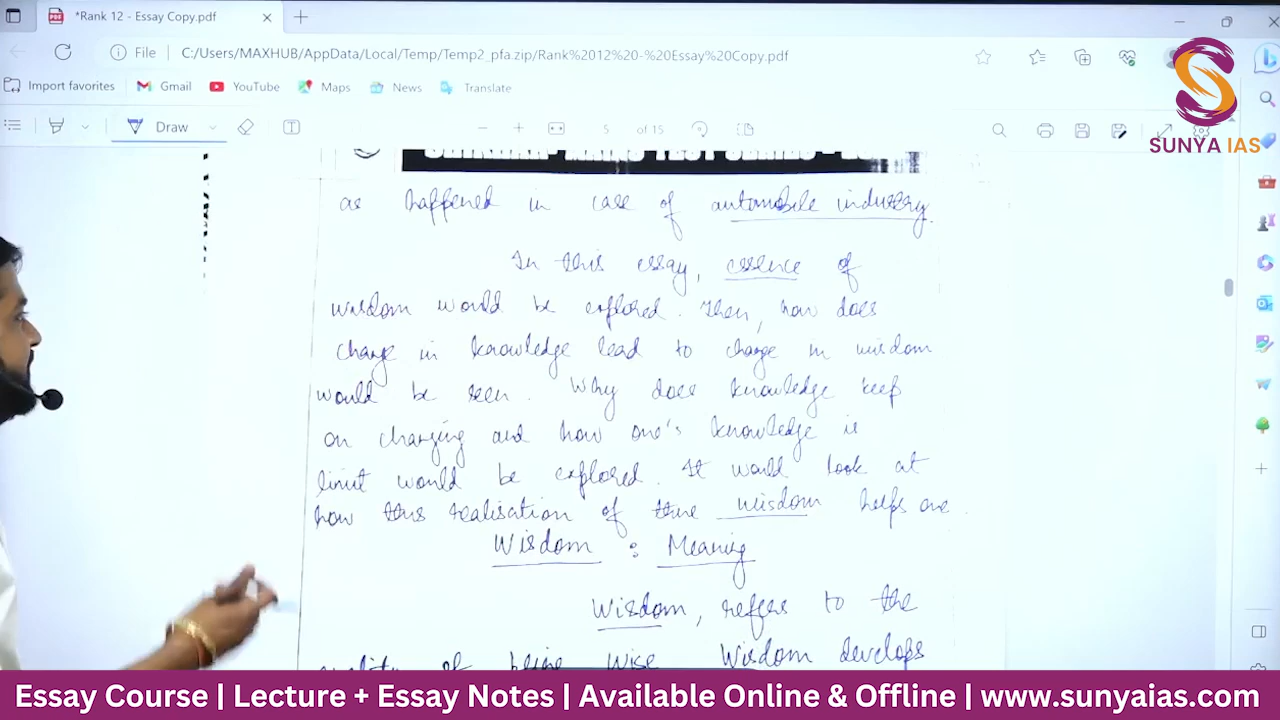 *Rank 12 - Essay Copy.pdf
File C:/Users/MAXHUB/AppData/Local/Temp/Temp2_pfa.zip/Rank%2012%20-%20Essay%20Copy.pdf
Import favorites Gmail YouTube Maps News Translate
Draw 5 of 15
SUNYA IAS
as happened in case of automobile industry.
In this essay, essence of
wisdom would be explored. Then, how does
change in knowledge lead to change in wisdom
would be seen. Why does knowledge keep
on changing and how one's knowledge is
limit would be explored. It would look at
how this realisation of true wisdom helps one.
Wisdom : Meaning
Wisdom, refers to the
quality of being wise Wisdom develops
Essay Course | Lecture + Essay Notes | Available Online & Offline | www.sunyaias.com